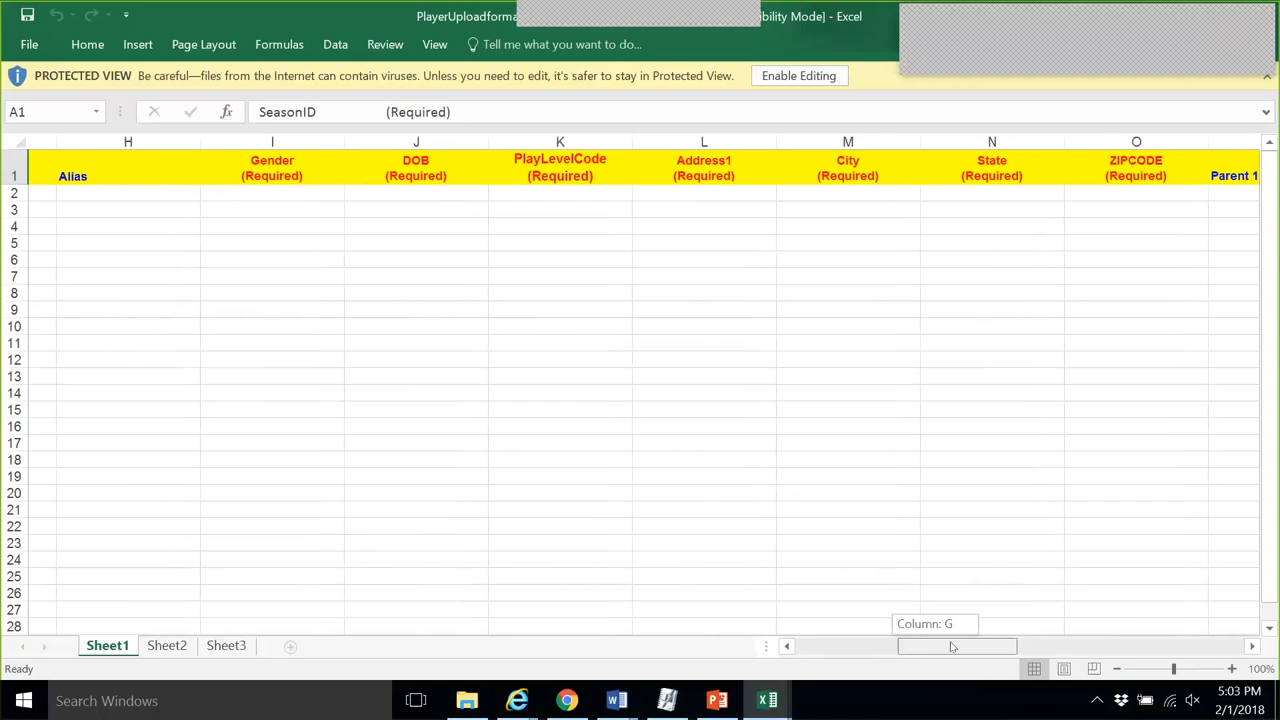 PlayerUploadforma
ibility Mode] - Excel
File
Home
Insert
Page Layout
Formulas
Data
Review
View
Tell me what you want to do...
PROTECTED VIEW Be careful—files from the Internet can contain viruses. Unless you need to edit, it's safer to stay in Protected View.
Enable Editing
A1
fx
SeasonID (Required)
H I J K L M N O
1
Alias
Gender
(Required)
DOB
(Required)
PlayLevelCode
(Required)
Address1
(Required)
City
(Required)
State
(Required)
ZIPCODE
(Required)
Parent 1
2
3
4
5
6
7
8
9
10
11
12
13
14
15
16
17
18
19
20
21
22
23
24
25
26
27
28
Column: G
Sheet1
Sheet2
Sheet3
Ready
100%
Search Windows
5:03 PM
2/1/2018